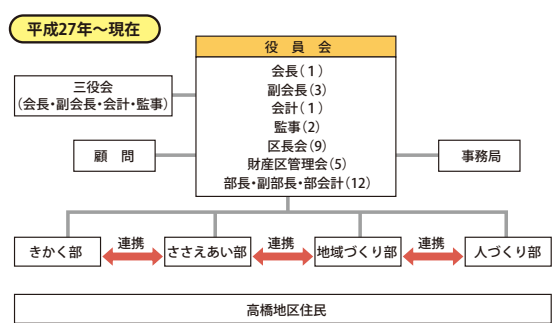 平成27年～現在
役　員　会
会長(1)
副会長(3)
会計(1)
監事(2)
区長会(9)
財産区管理会(5)
部長・副部長・部会計(12)
三役会
(会長・副会長・会計・監事)
顧　問
事務局
きかく部
連携
ささえあい部
連携
地域づくり部
連携
人づくり部
高橋地区住民